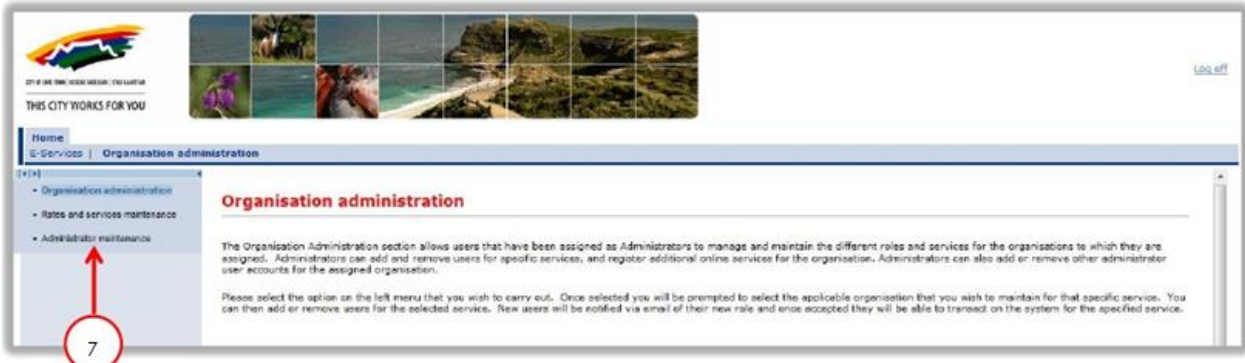 THIS CITY WORKS FOR YOU
Log off
Home
E-Services | Organisation administration
• Organisation administration
• Rates and services maintenance
• Administrator maintenance
Organisation administration
The Organisation Administration section allows users that have been assigned as Administrators to manage and maintain the different roles and services for the organisations to which they are
assigned. Administrators can add and remove users for specific services, and register additional online services for the organisation. Administrators can also add or remove other administrator
user accounts for the assigned organisation.
Please select the option on the left menu that you wish to carry out. Once selected you will be prompted to select the applicable organisation that you wish to maintain for that specific service. You
can then add or remove users for the selected service. New users will be notified via email of their new role and once accepted they will be able to transact on the system for the specified service.
7